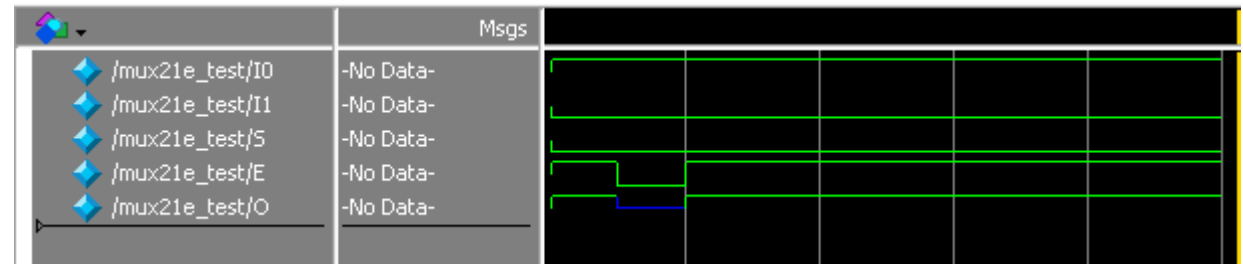 Msgs
/mux21e_test/I0 -No Data-
/mux21e_test/I1 -No Data-
/mux21e_test/S -No Data-
/mux21e_test/E -No Data-
/mux21e_test/O -No Data-